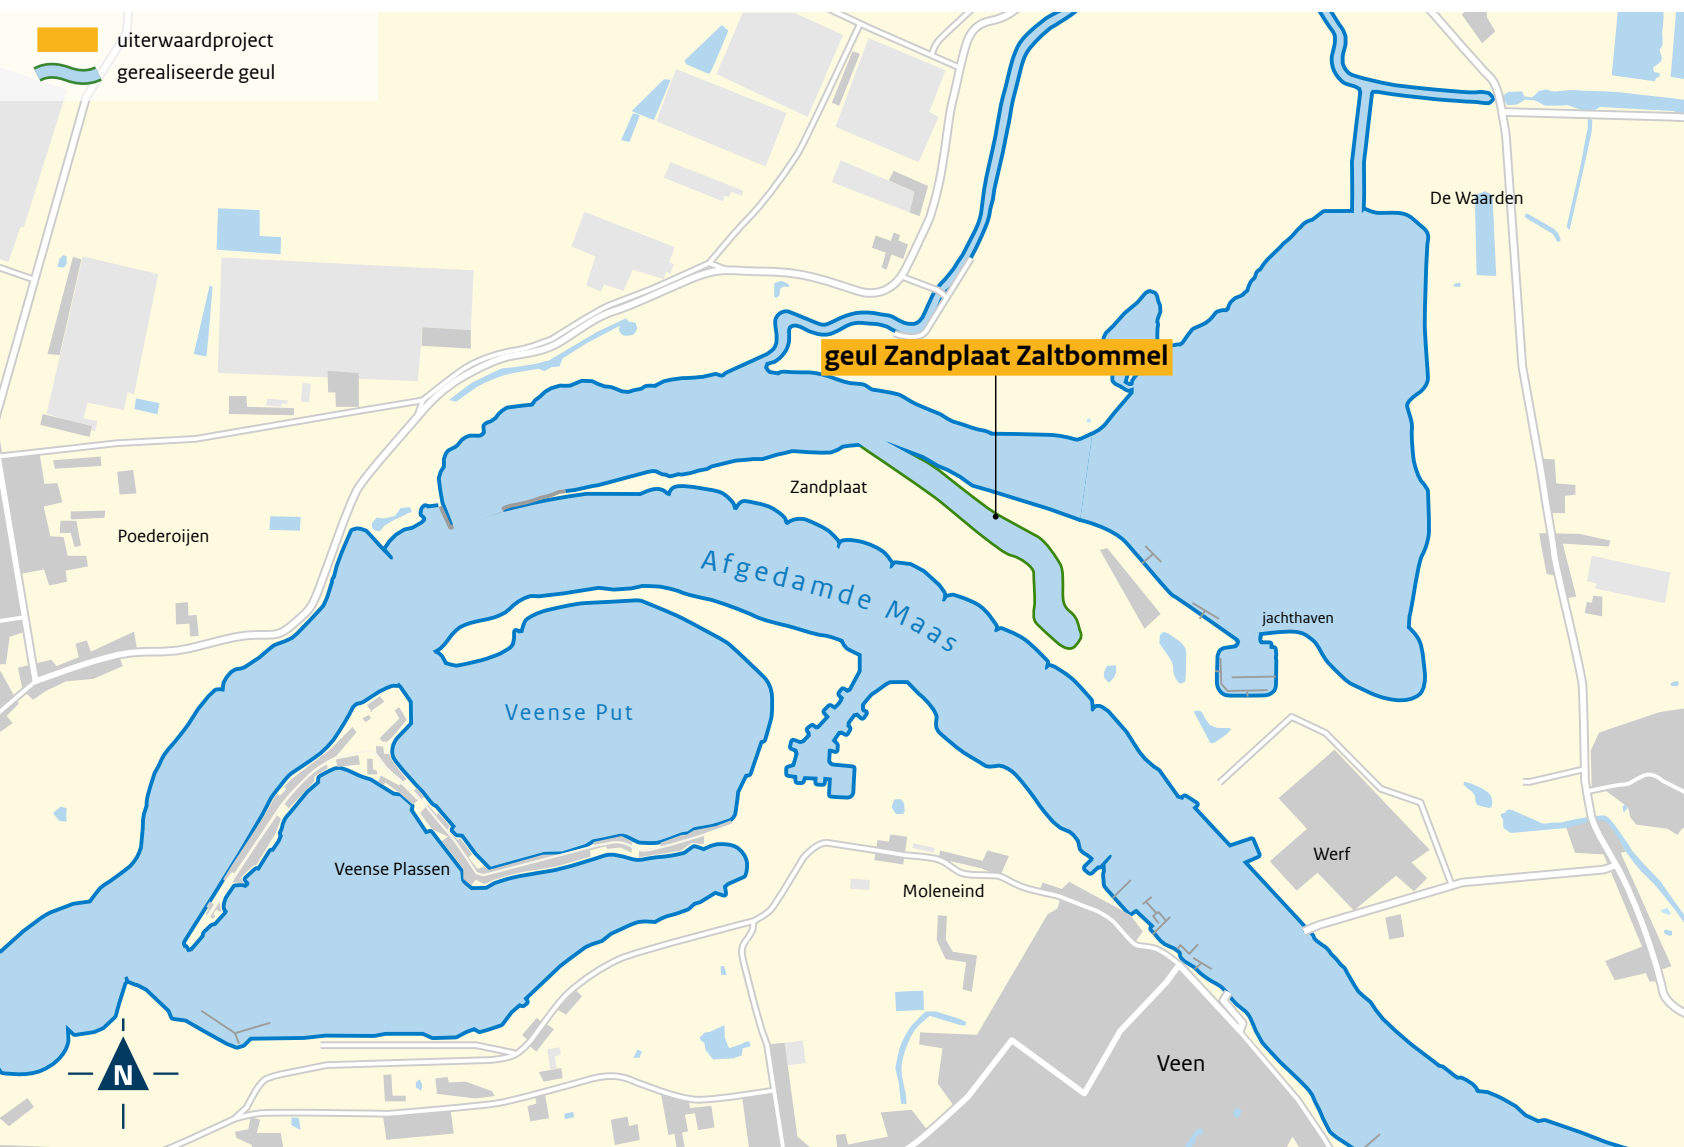 uiterwaardproject
gerealiseerde geul
De Waarden
geul Zandplaat Zaltbommel
Zandplaat
Poederoijen
Afgedamde Maas
jachthaven
Veense Put
Werf
Veense Plassen
Moleneind
Veen
N